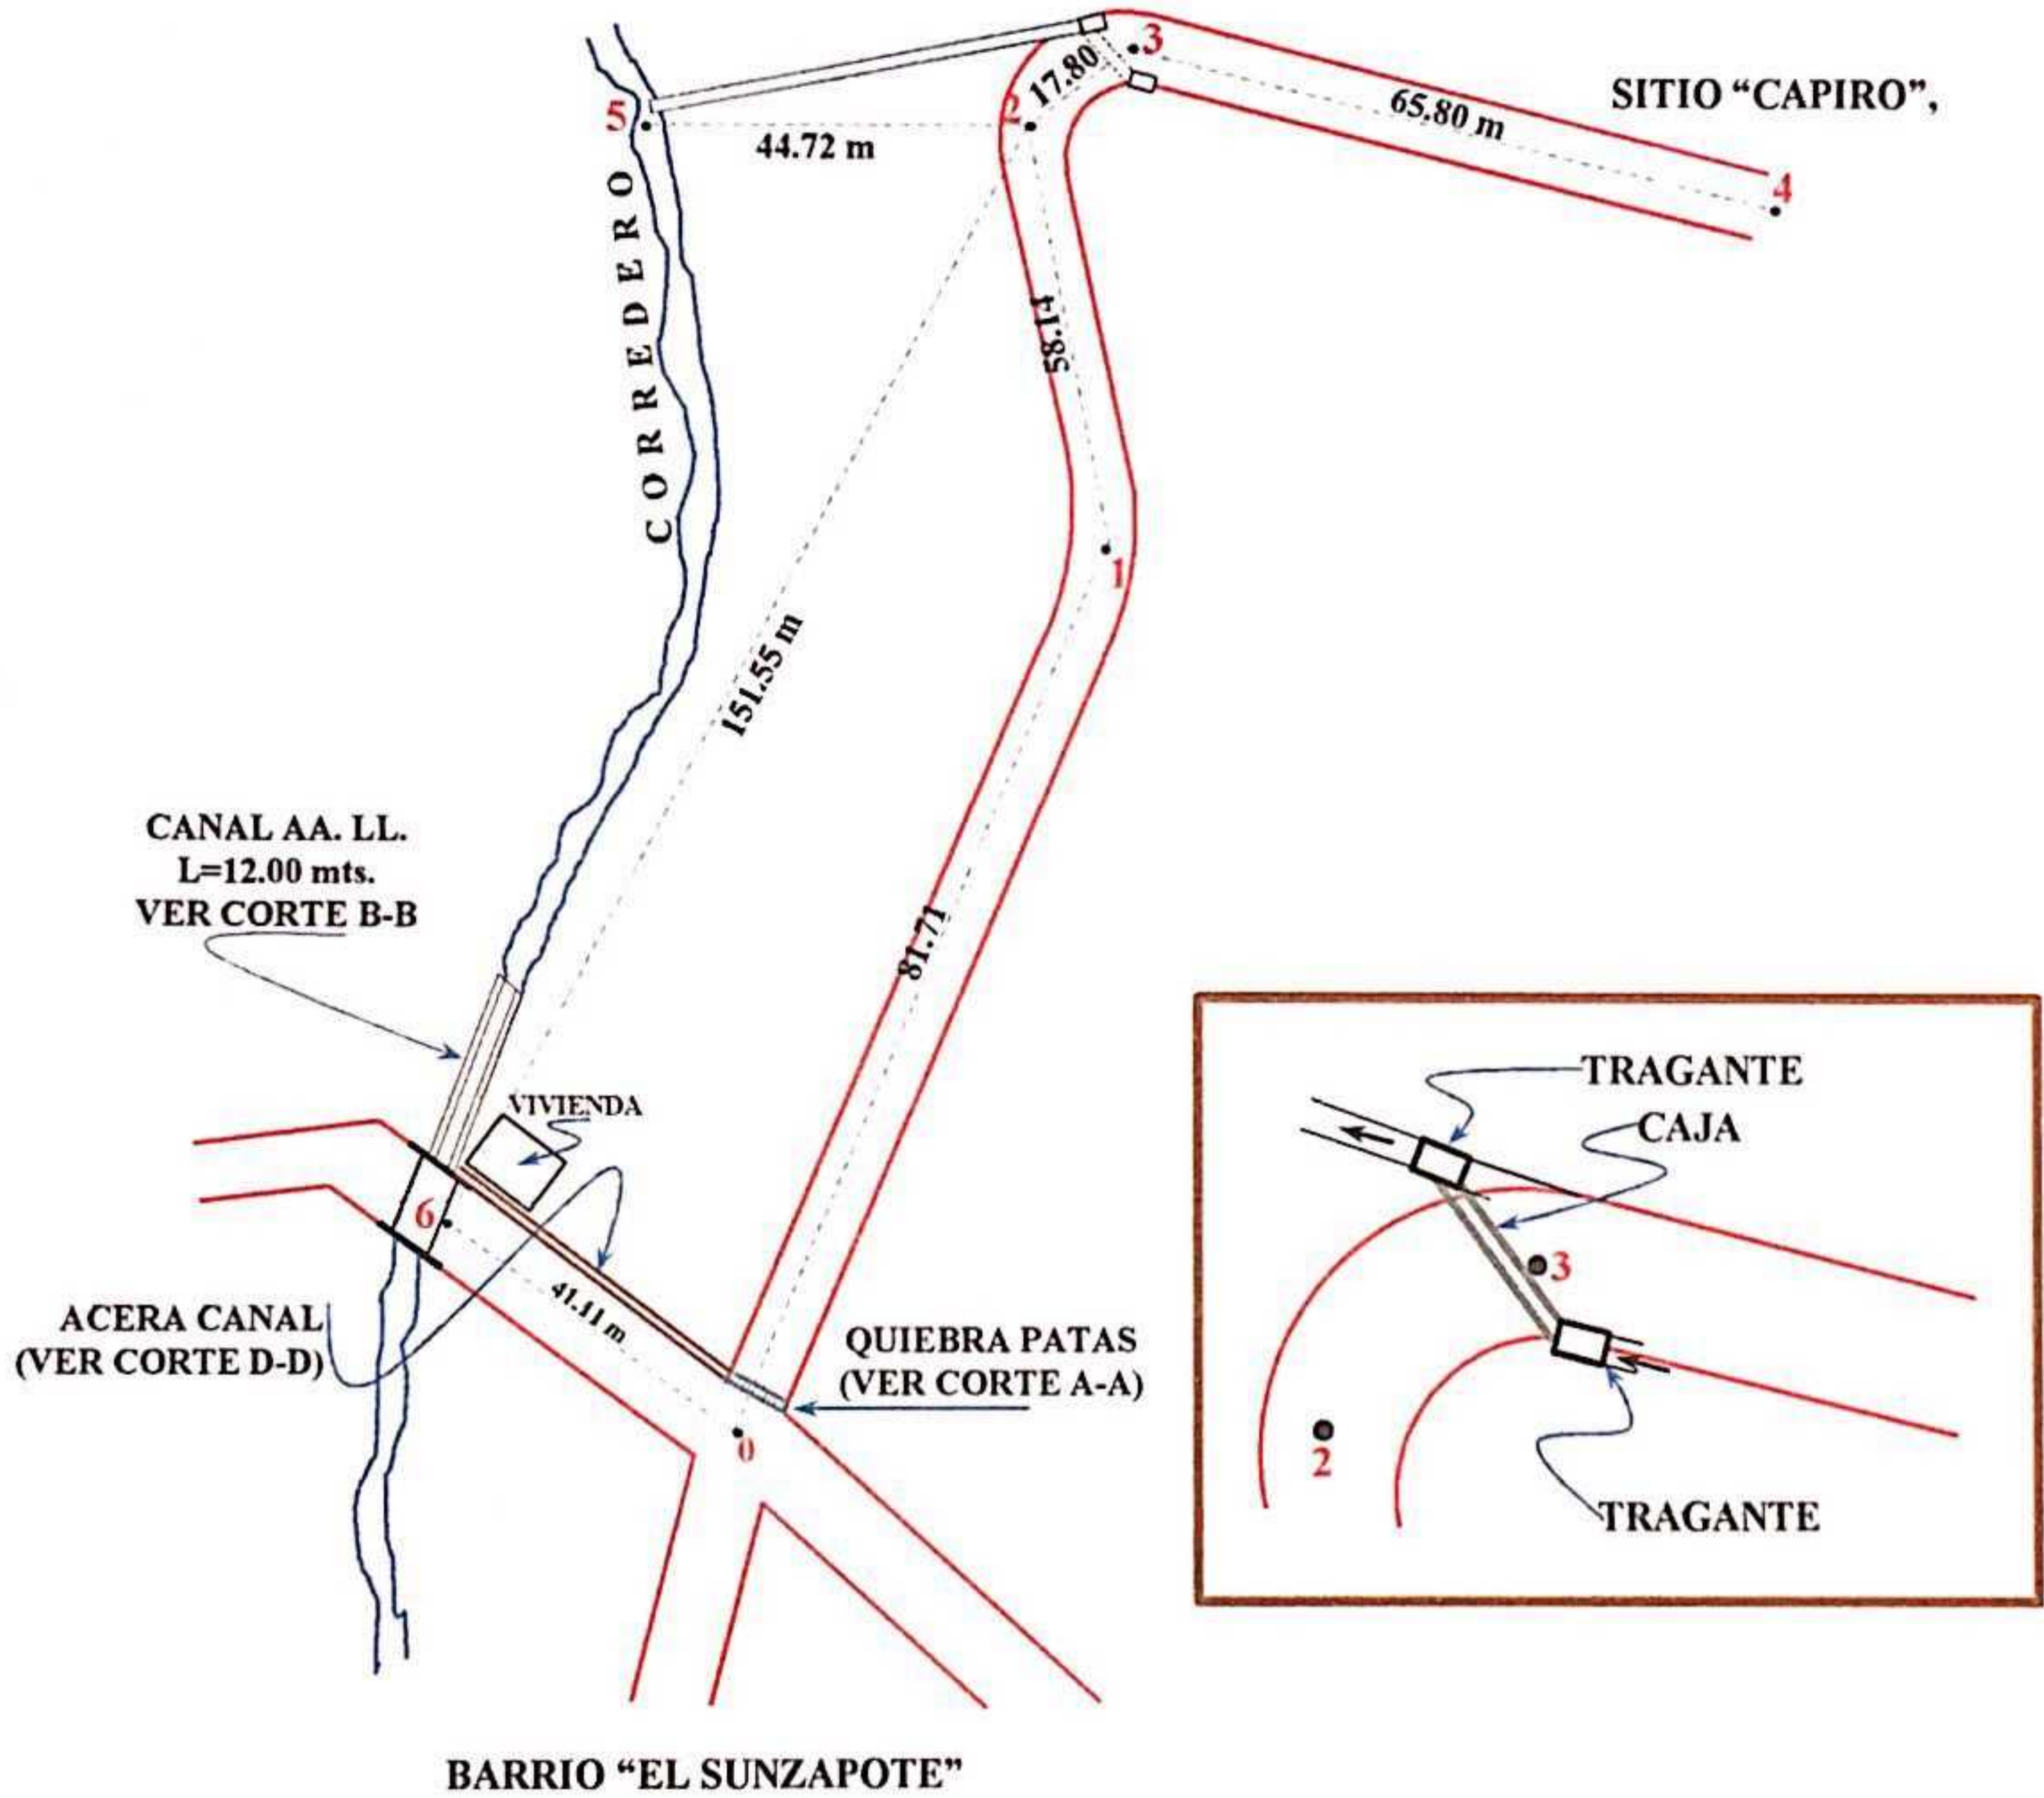 3
17.80
SITIO “CAPIRO”,
65.80 m
5
2
44.72 m
4
CORREDERO
58.14
1
151.55 m
CANAL AA. LL.
L=12.00 mts.
VER CORTE B-B
81.71
VIVIENDA
6
41.11 m
ACERA CANAL
(VER CORTE D-D)
QUIEBRA PATAS
(VER CORTE A-A)
0
TRAGANTE
CAJA
3
2
TRAGANTE
BARRIO “EL SUNZAPOTE”